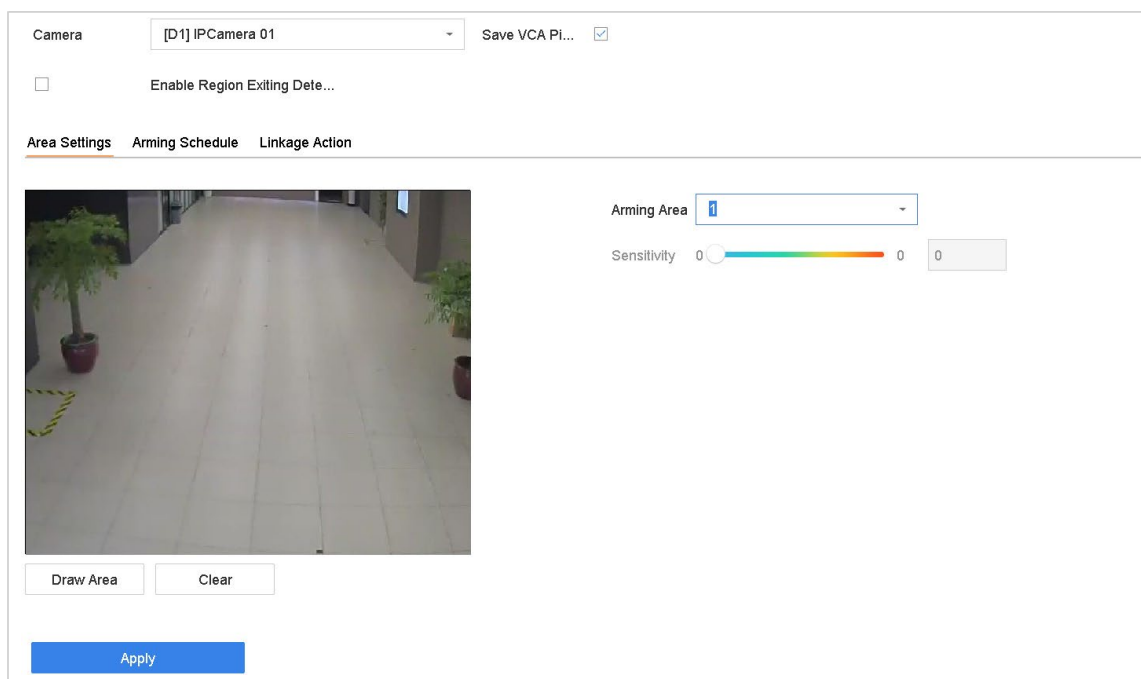 Camera [D1] IPCamera 01 Save VCA Pi...
Enable Region Exiting Dete...
Area Settings Arming Schedule Linkage Action
Arming Area 1
Sensitivity 0 0 0
Draw Area Clear
Apply